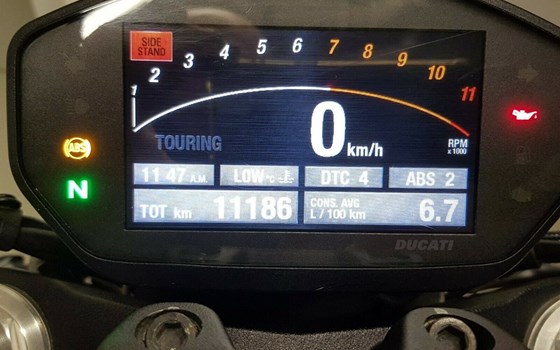 SIDE
STAND
1 2 3 4 5 6 7 8 9 10 11
0 km/h
TOURING
RPM
x 1000
ABS
N
11 47 A.M. LOW °C DTC 4 ABS 2
TOT km 11186 CONS. AVG
L / 100 km 6.7
DUCATI